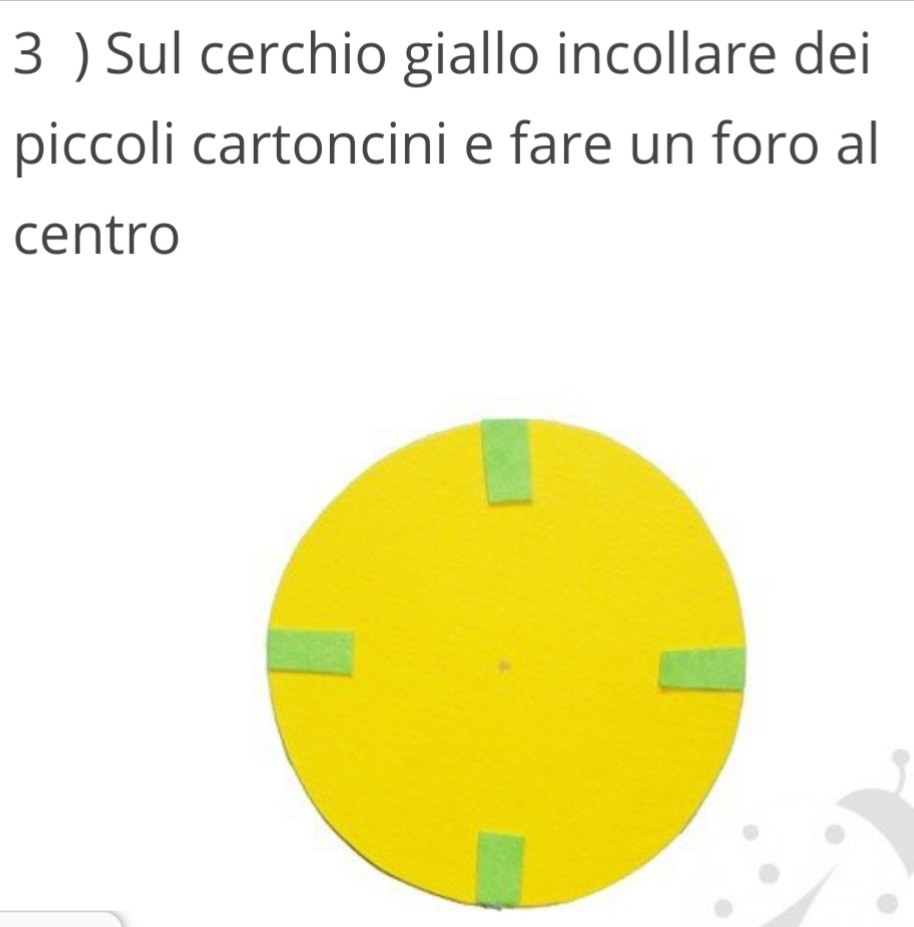 3 ) Sul cerchio giallo incollare dei
piccoli cartoncini e fare un foro al
centro